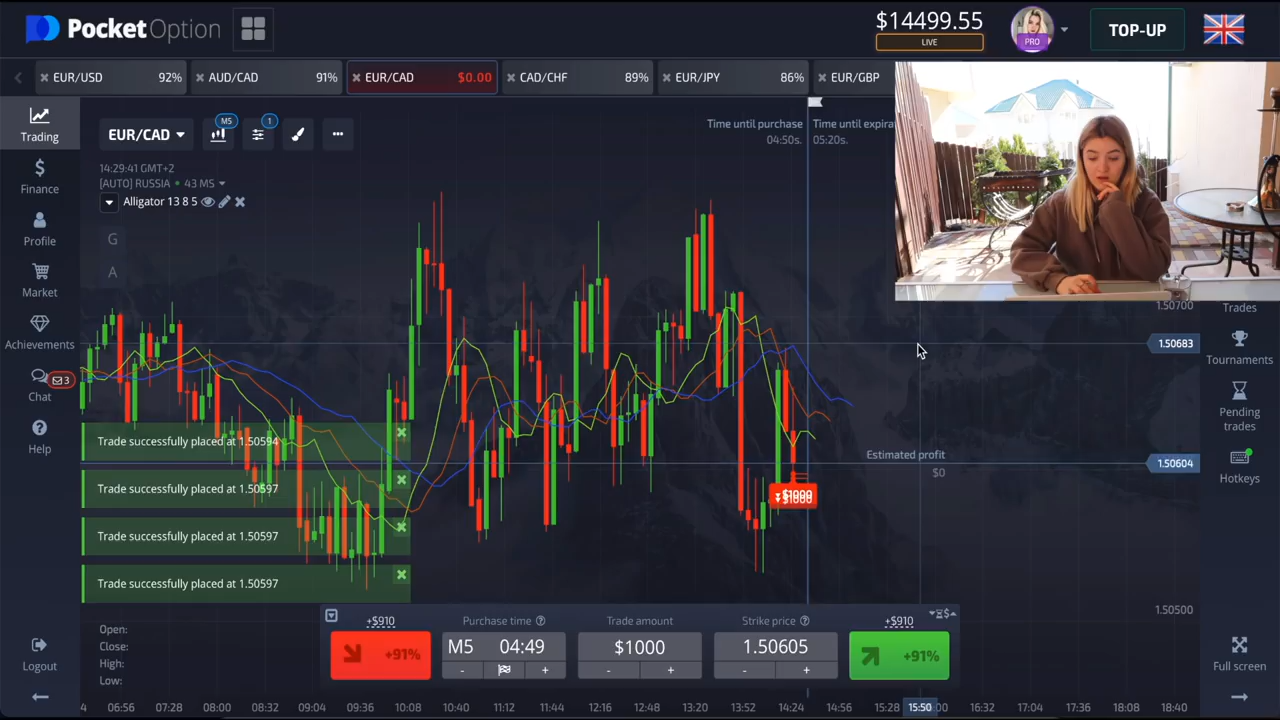 PocketOption
$14499.55
LIVE
PRO
TOP-UP
EUR/USD 92%
AUD/CAD 91%
EUR/CAD $0.00
CAD/CHF 89%
EUR/JPY 86%
EUR/GBP
Trading
Finance
Profile
Market
Achievements
Chat
3
Help
Logout
EUR/CAD
M5
1
14:29:41 GMT+2
[AUTO] RUSSIA • 43 MS
Alligator 13 8 5
G
A
Time until purchase
04:50s.
Time until expira
05:20s.
Trade successfully placed at 1.50594
Trade successfully placed at 1.50597
Trade successfully placed at 1.50597
Trade successfully placed at 1.50597
Estimated profit
$0
1.50700
1.50683
1.50604
1.50500
Trades
Tournaments
Pending
trades
Hotkeys
Full screen
Open:
Close:
High:
Low:
+$910
Purchase time
Trade amount
Strike price
+$910
+91%
M5 04:49
$1000
1.50605
+91%
- +
- +
- +
06:56 07:28 08:00 08:32 09:04 09:36 10:08 10:40 11:12 11:44 12:16 12:48 13:20 13:52 14:24 14:56 15:28 15:50 16:32 17:04 17:36 18:08 18:40